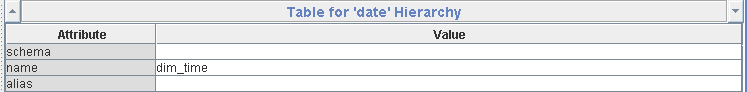 Table for 'date' Hierarchy
Attribute Value
schema
name dim_time
alias